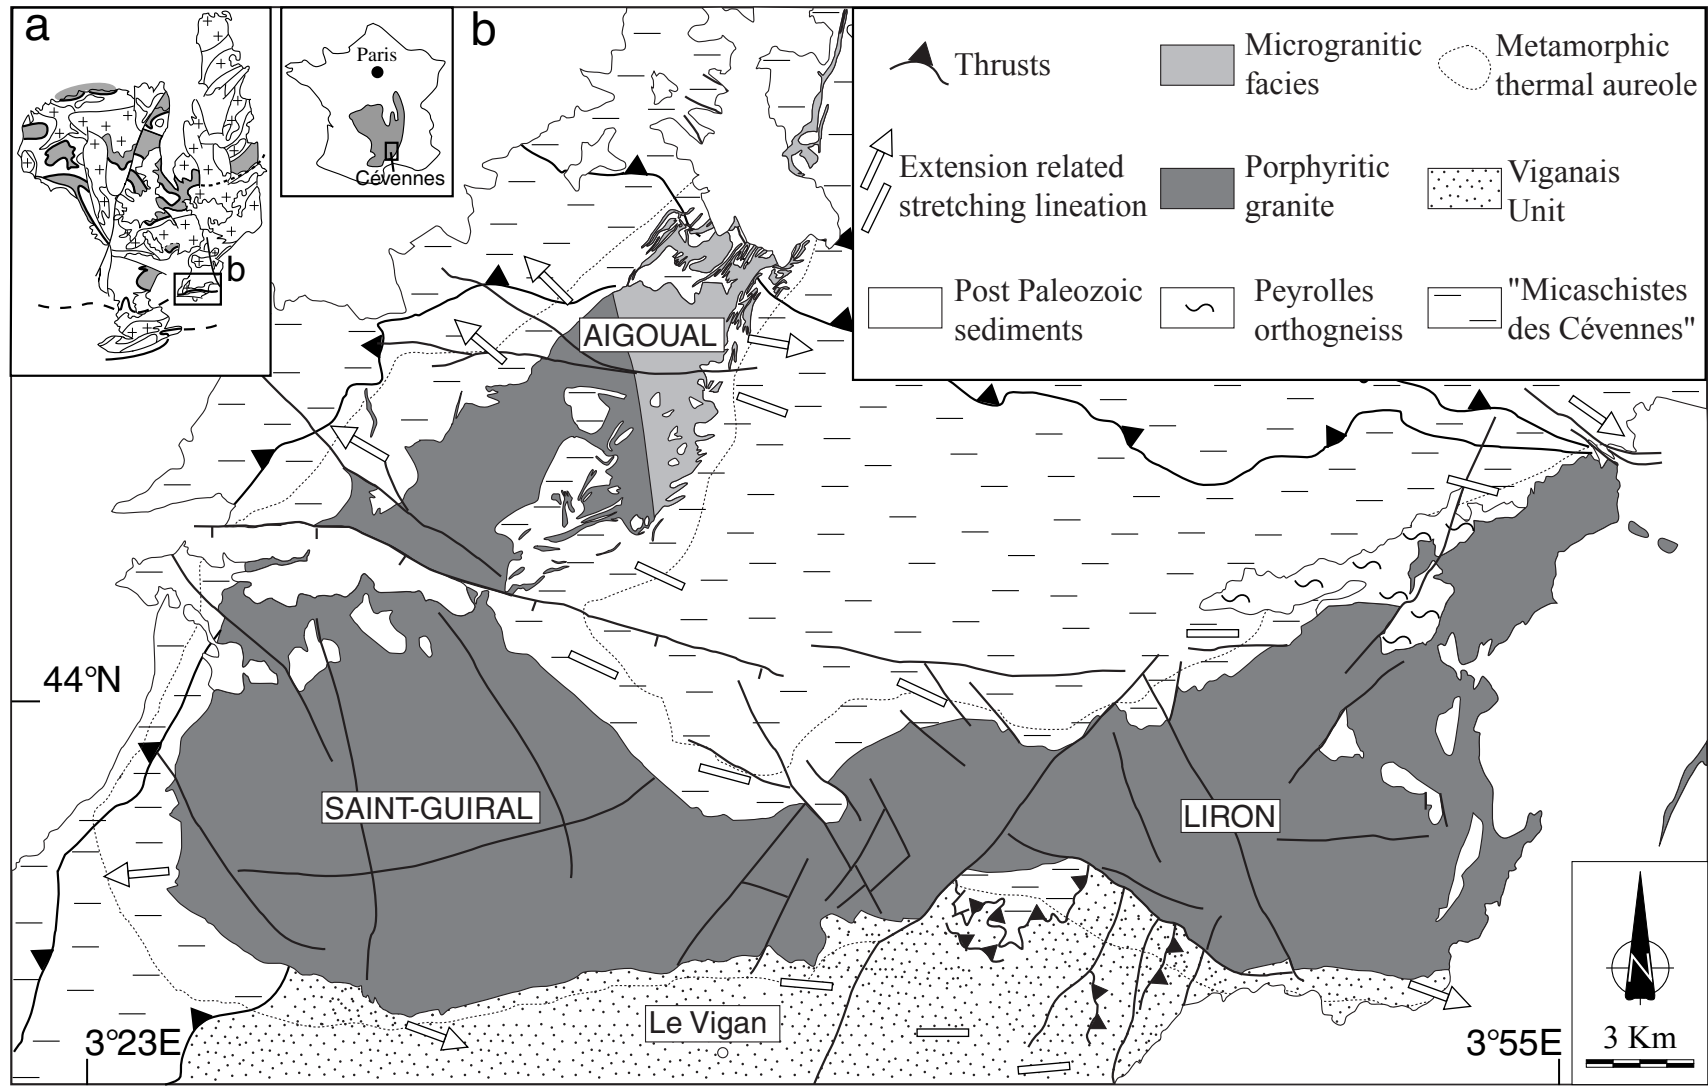 a
b
Paris
Cévennes
b
Thrusts
Microgranitic
facies
Metamorphic
thermal aureole
Extension related
stretching lineation
Porphyritic
granite
Viganais
Unit
Post Paleozoic
sediments
Peyrolles
orthogneiss
"Micaschistes
des Cévennes"
AIGOUAL
44°N
SAINT-GUIRAL
LIRON
Le Vigan
3°23E
3°55E
N
3 Km